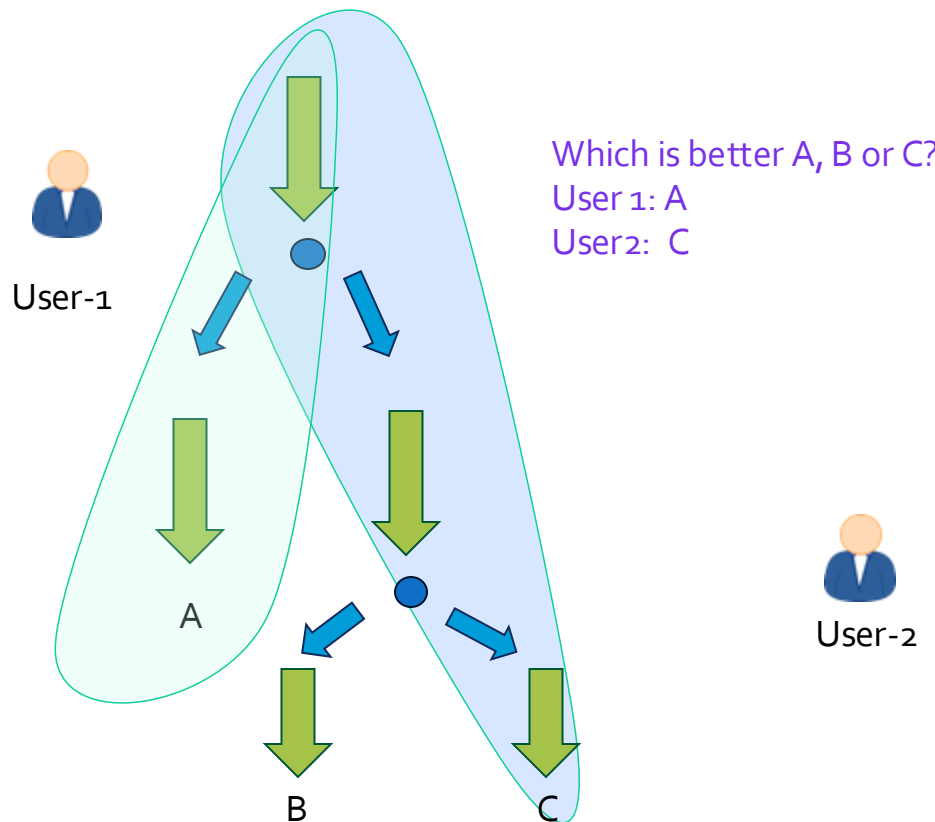 Which is better A, B or C?
User 1: A
User2: C
User-1
A
User-2
B
C